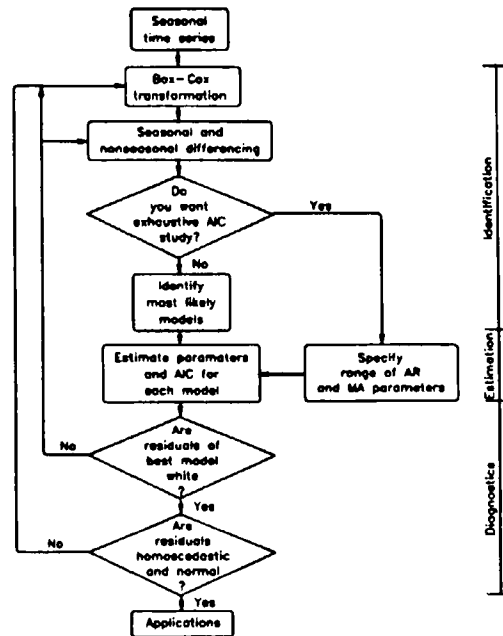 Seasonal
time series
Box-Cox
transformation
Seasonal and
nonseasonal differencing
Do
you want
exhaustive AIC
study?
Yes
No
Identify
most likely
models
Estimate parameters
and AIC for
each model
Specify
range of AR
and MA parameters
Are
residuals of
best model
white
?
No
Yes
Are
residuals
homoscedastic
and normal
?
No
Yes
Applications
Identification
Estimation
Diagnostics